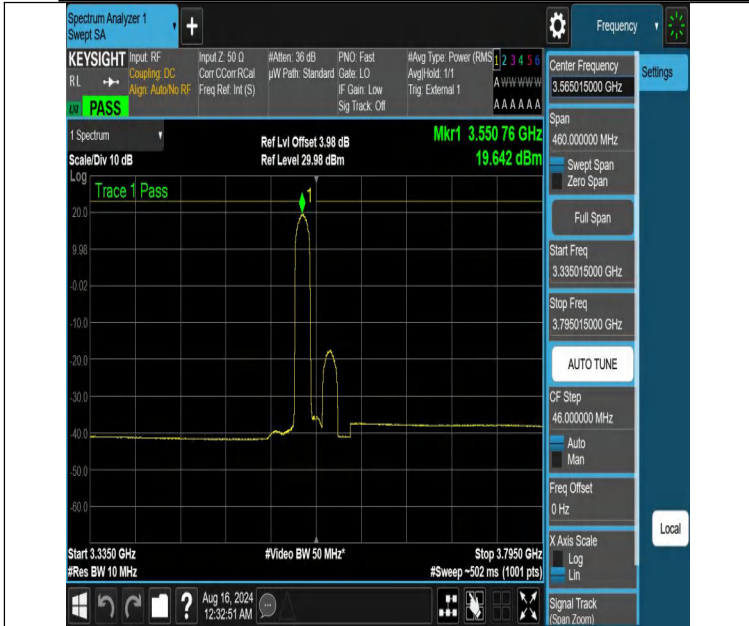 Spectrum Analyzer 1
Swept SA
+
Frequency
KEYSIGHT
RL
LXI PASS
Input: RF
Coupling: DC
Align: Auto/No RF
Input Z: 50 Ω
Corr CCorr RCal
Freq Ref: Int (S)
#Atten: 36 dB
µW Path: Standard
PNO: Fast
Gate: LO
IF Gain: Low
Sig Track: Off
#Avg Type: Power (RMS
Avg|Hold: 1/1
Trig: External 1
1 2 3 4 5 6
A W W W W W
A A A A A A
1 Spectrum
Scale/Div 10 dB
Ref Lvl Offset 3.98 dB
Ref Level 29.98 dBm
Mkr1 3.550 76 GHz
19.642 dBm
Log
Trace 1 Pass
1
20.0
9.98
-0.02
-10.0
-20.0
-30.0
-40.0
-50.0
-60.0
Start 3.3350 GHz
#Res BW 10 MHz
#Video BW 50 MHz*
Stop 3.7950 GHz
#Sweep ~502 ms (1001 pts)
Center Frequency
3.565015000 GHz
Settings
Span
460.000000 MHz
Swept Span
Zero Span
Full Span
Start Freq
3.335015000 GHz
Stop Freq
3.795015000 GHz
AUTO TUNE
CF Step
46.000000 MHz
Auto
Man
Freq Offset
0 Hz
X Axis Scale
Log
Lin
Local
Signal Track
(Span Zoom)
?
Aug 16, 2024
12:32:51 AM